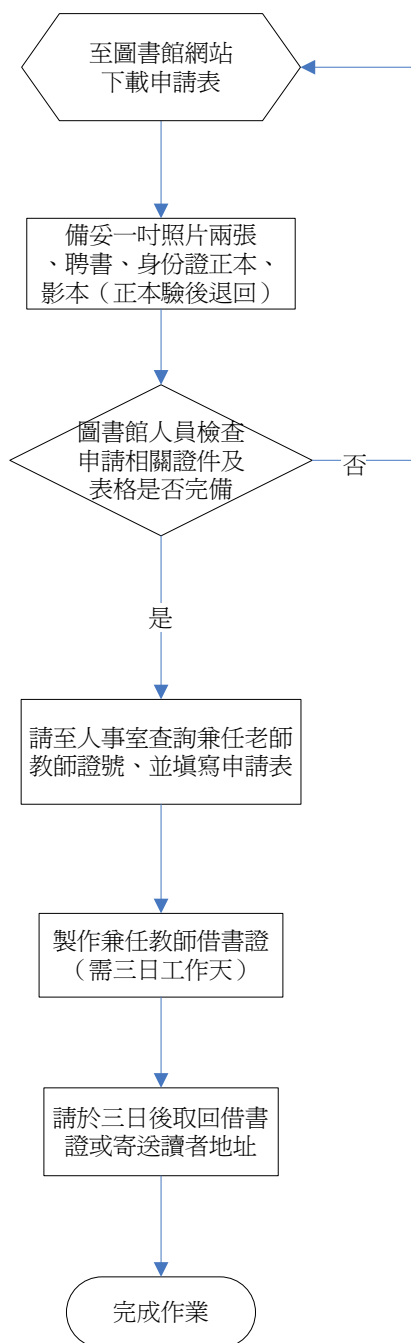 至圖書館網站
下載申請表
備妥一吋照片兩張
、聘書、身份證正本、
影本（正本驗後退回）
圖書館人員檢查
申請相關證件及
表格是否完備
否
是
請至人事室查詢兼任老師
教師證號、並填寫申請表
製作兼任教師借書證
（需三日工作天）
請於三日後取回借書
證或寄送讀者地址
完成作業